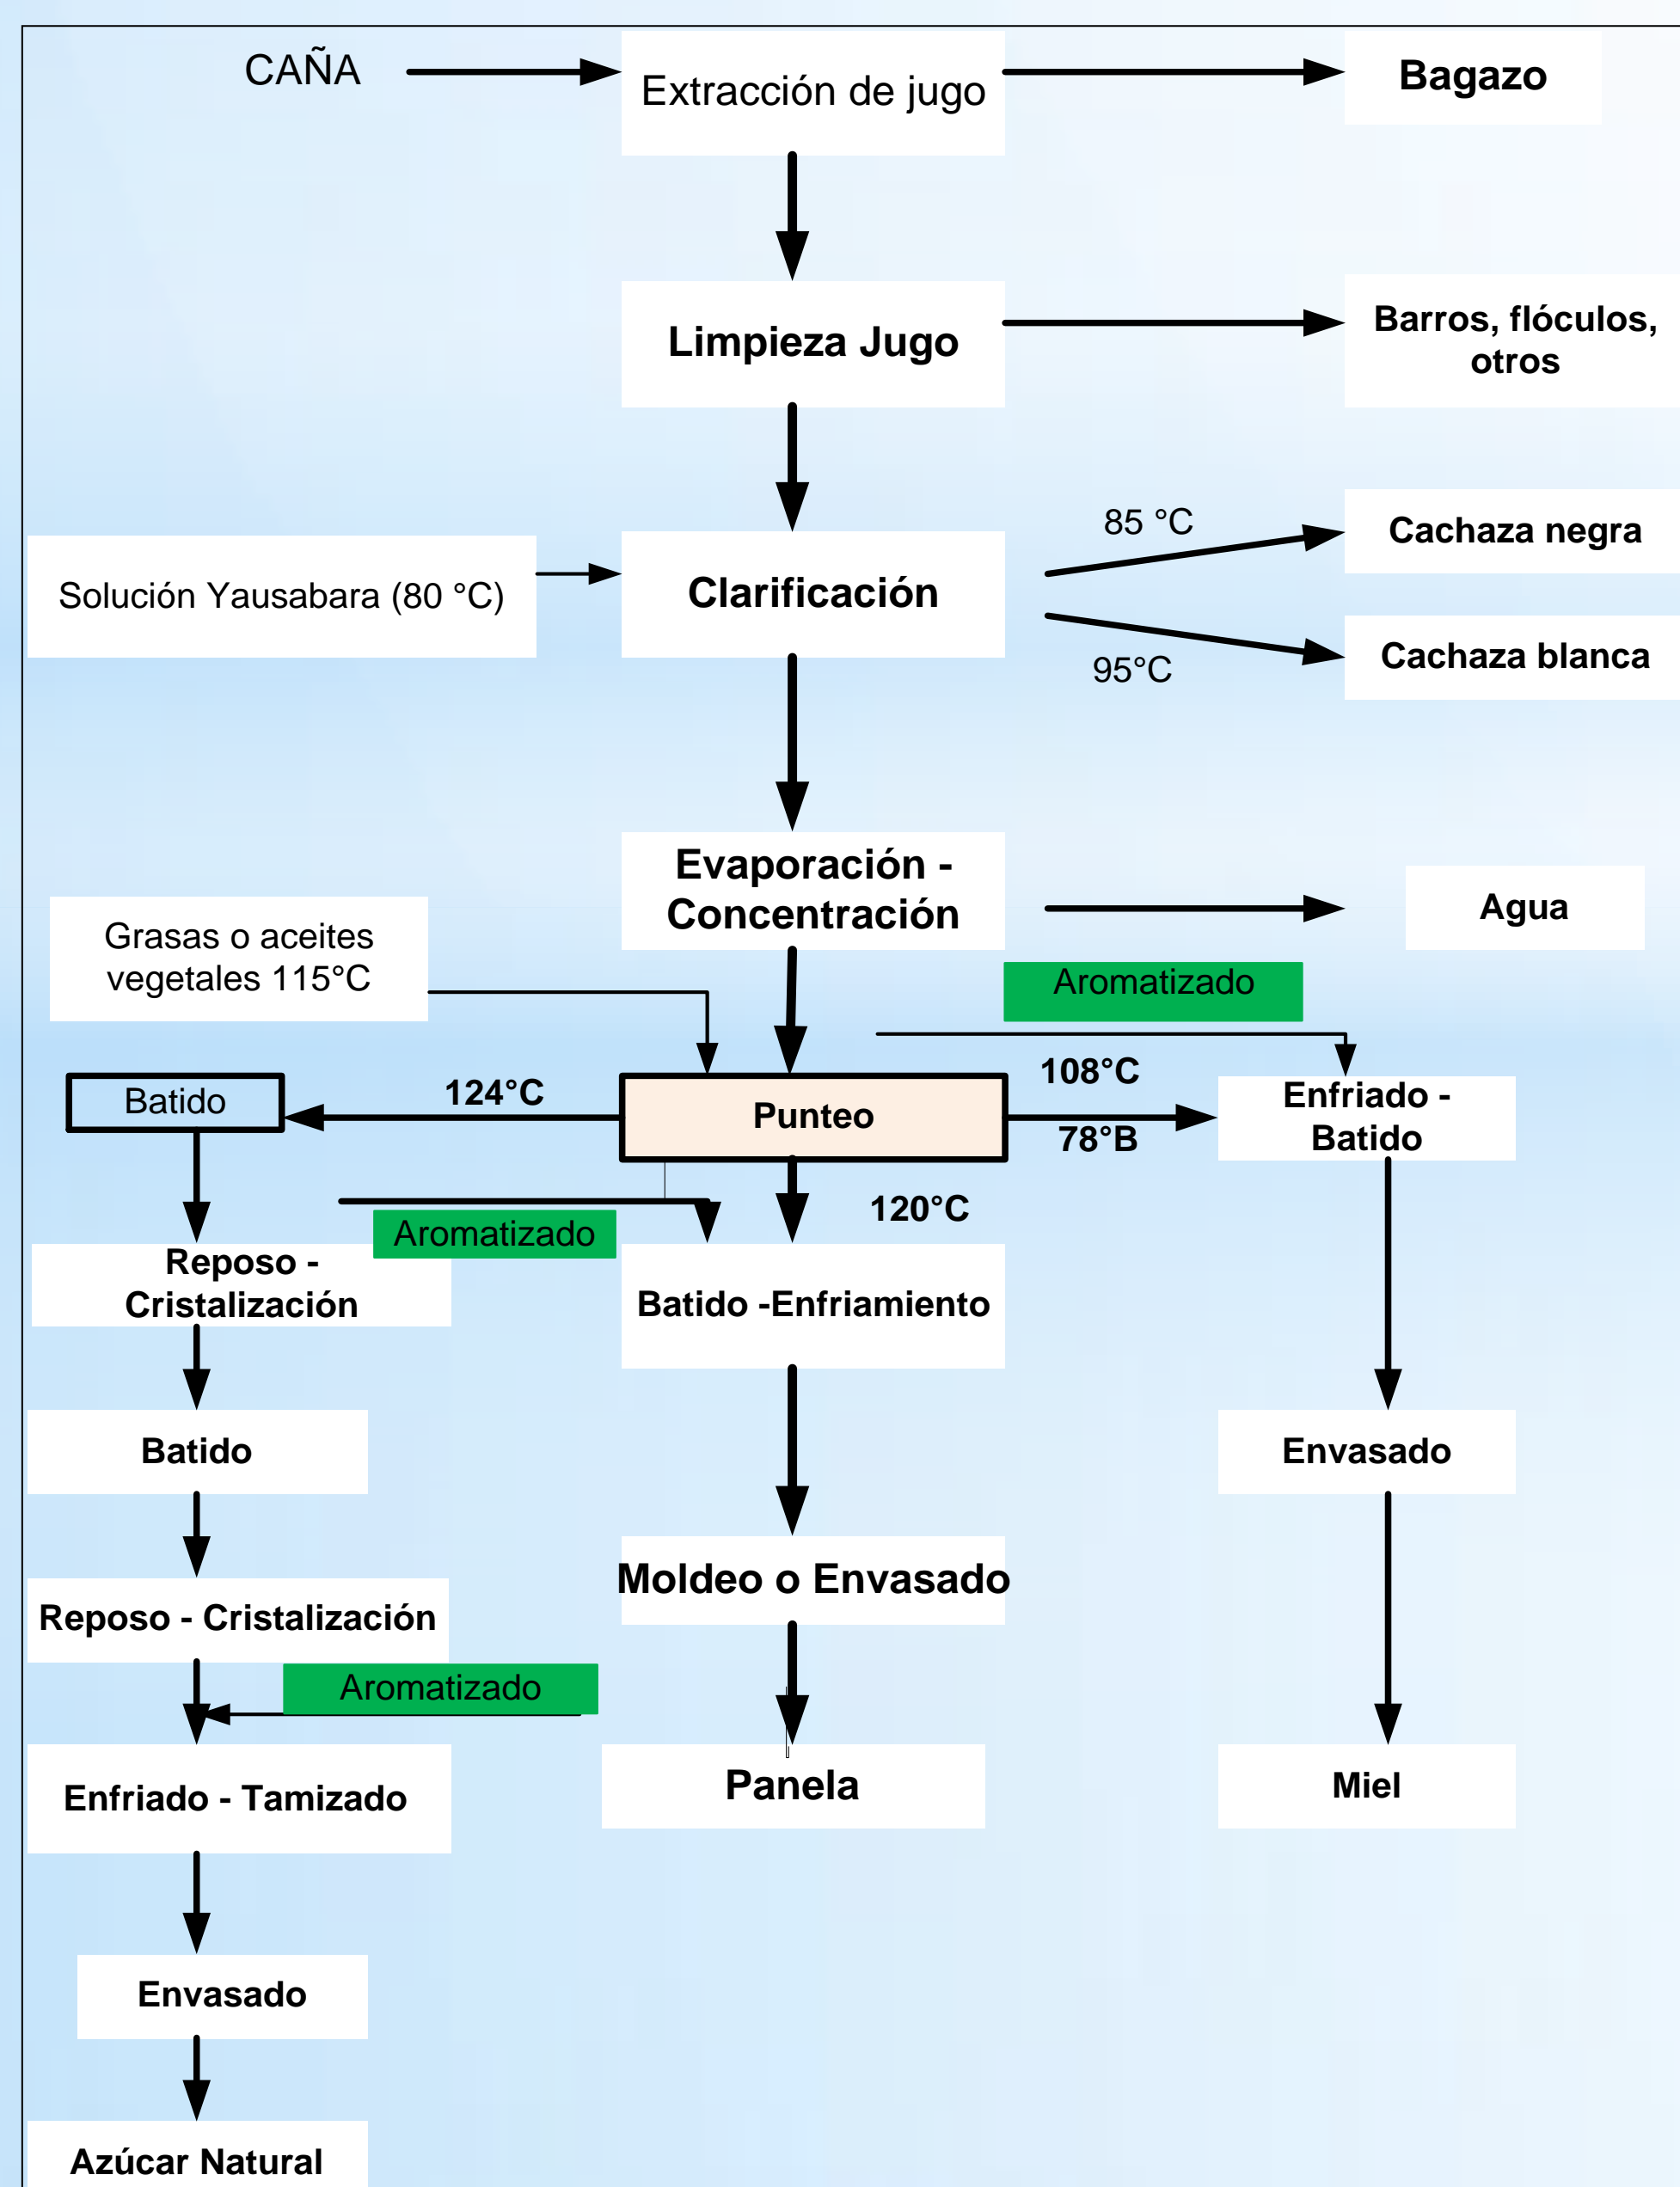 CAÑA
Extracción de jugo
Bagazo
Limpieza Jugo
Barros, flóculos,
otros
Solución Yausabara (80 °C)
Clarificación
85 °C
Cachaza negra
95°C
Cachaza blanca
Evaporación -
Concentración
Agua
Grasas o aceites
vegetales 115°C
Aromatizado
Batido
124°C
Punteo
108°C
78°B
Enfriado -
Batido
120°C
Aromatizado
Reposo -
Cristalización
Batido -Enfriamiento
Batido
Envasado
Moldeo o Envasado
Reposo - Cristalización
Aromatizado
Enfriado - Tamizado
Panela
Miel
Envasado
Azúcar Natural